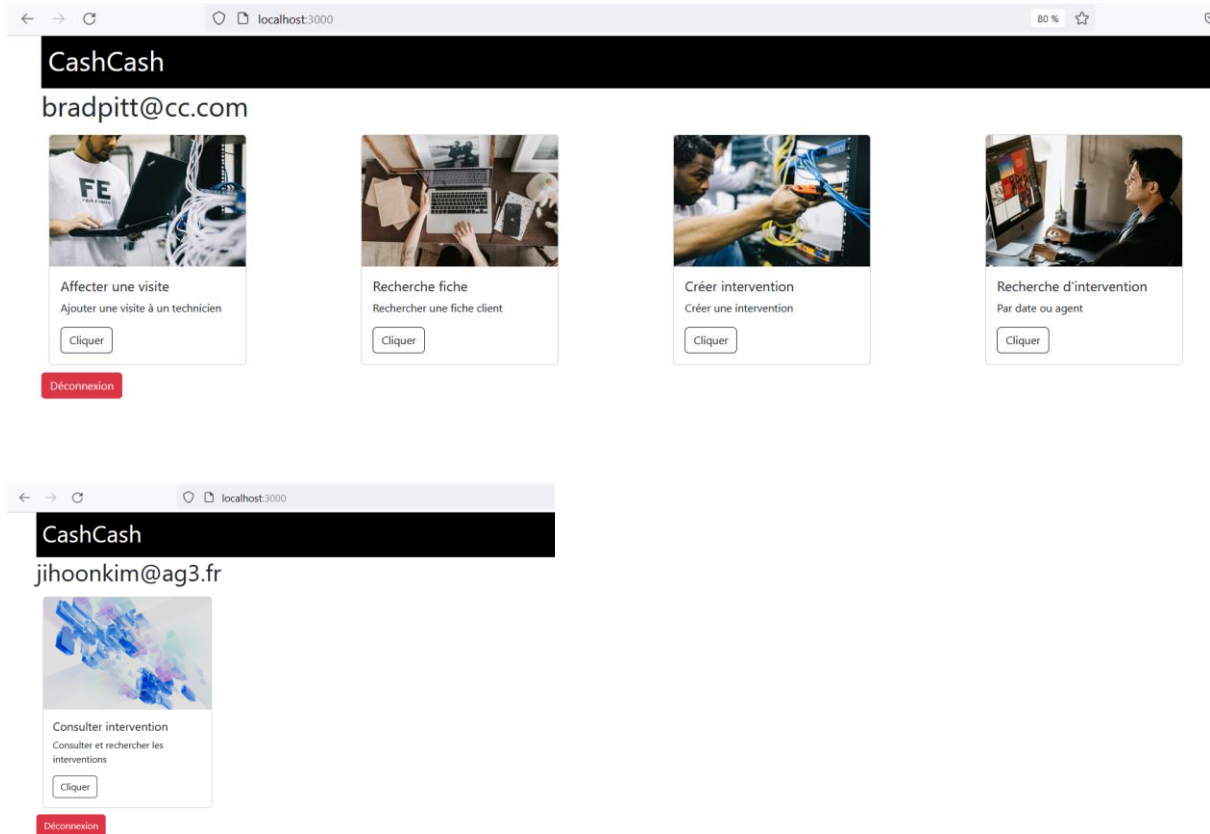 localhost:3000
80 %
CashCash
bradpitt@cc.com
FE
Affecter une visite
Ajouter une visite à un technicien
Cliquer
Recherche fiche
Rechercher une fiche client
Cliquer
Créer intervention
Créer une intervention
Cliquer
Recherche d'intervention
Par date ou agent
Cliquer
Déconnexion
localhost:3000
CashCash
jihoonkim@ag3.fr
Consulter intervention
Consulter et rechercher les
interventions
Cliquer
Déconnexion